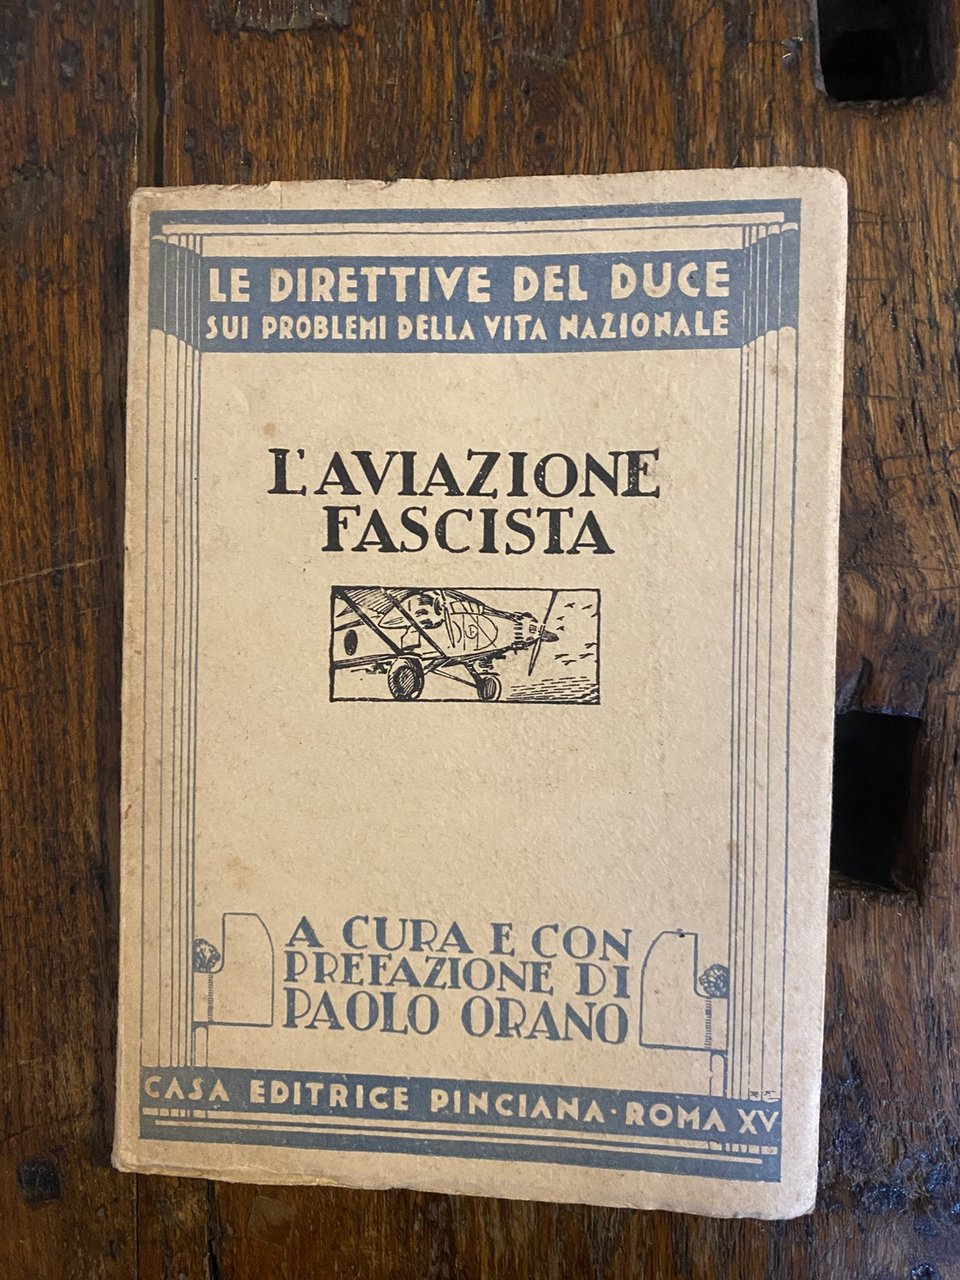 LE DIRETTIVE DEL DUCE
SUI PROBLEMI DELLA VITA NAZIONALE
L'AVIAZIONE
FASCISTA
A CURA E CON
PREFAZIONE DI
PAOLO ORANO
CASA EDITRICE PINCIANA · ROMA XV